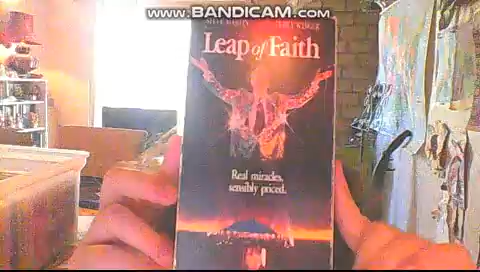 WWW.BANDICAM.COM
Leap of Faith
Real miracles,
sensibly priced.